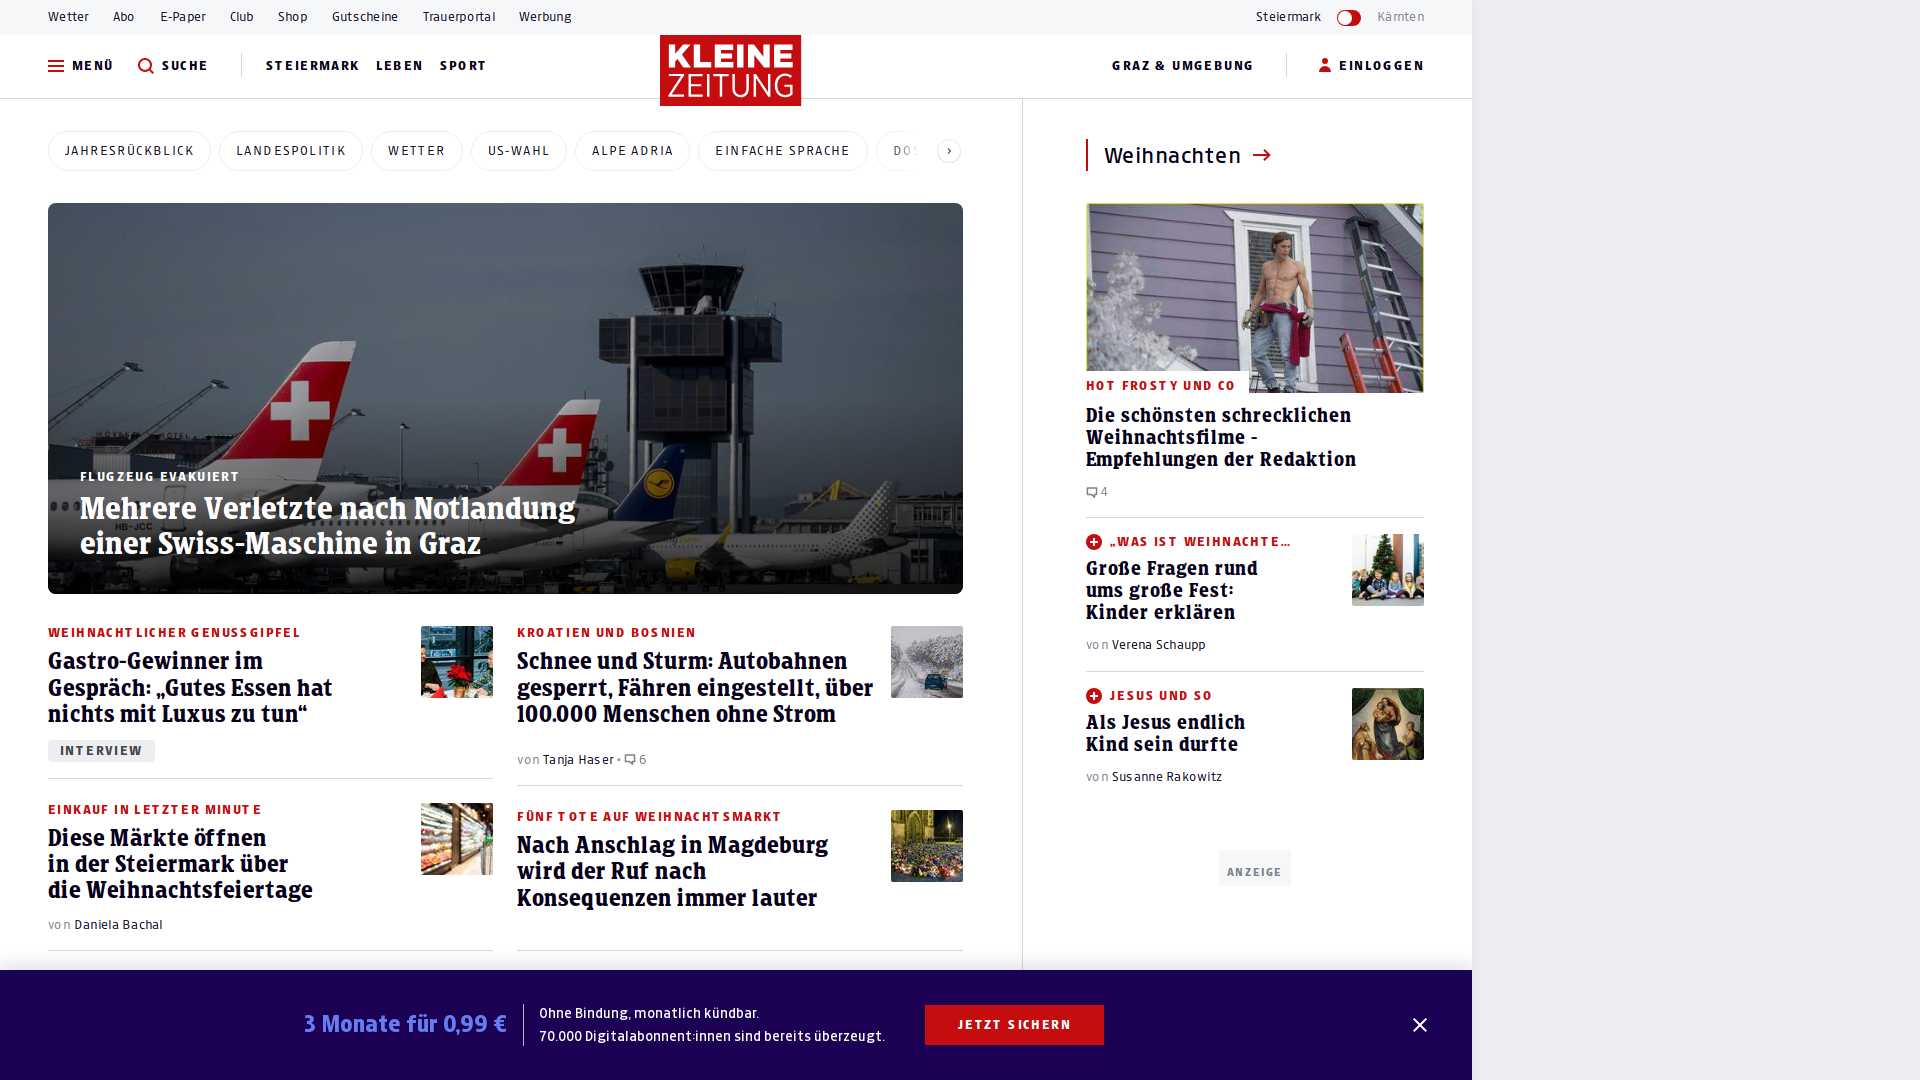 Wetter Abo E-Paper Club Shop Gutscheine Trauerportal Werbung Steiermark Kärnten
MENÜ SUCHE STEIERMARK LEBEN SPORT KLEINE ZEITUNG GRAZ & UMGEBUNG EINLOGGEN
JAHRESRÜCKBLICK LANDESPOLITIK WETTER US-WAHL ALPE ADRIA EINFACHE SPRACHE
FLUGZEUG EVAKUIERT
Mehrere Verletzte nach Notlandung
einer Swiss-Maschine in Graz
WEIHNACHTLICHER GENUSSGIPFEL
Gastro-Gewinner im
Gespräch: „Gutes Essen hat
nichts mit Luxus zu tun“
INTERVIEW
KROATIEN UND BOSNIEN
Schnee und Sturm: Autobahnen
gesperrt, Fähren eingestellt, über
100.000 Menschen ohne Strom
von Tanja Haser • 6
EINKAUF IN LETZTER MINUTE
Diese Märkte öffnen
in der Steiermark über
die Weihnachtsfeiertage
von Daniela Bachal
FÜNF TOTE AUF WEIHNACHTSMARKT
Nach Anschlag in Magdeburg
wird der Ruf nach
Konsequenzen immer lauter
Weihnachten
HOT FROSTY UND CO
Die schönsten schrecklichen
Weihnachtsfilme -
Empfehlungen der Redaktion
4
„WAS IST WEIHNACHTE...
Große Fragen rund
ums große Fest:
Kinder erklären
von Verena Schaupp
JESUS UND SO
Als Jesus endlich
Kind sein durfte
von Susanne Rakowitz
ANZEIGE
3 Monate für 0,99 €
Ohne Bindung, monatlich kündbar.
70.000 Digitalabonnent:innen sind bereits überzeugt.
JETZT SICHERN